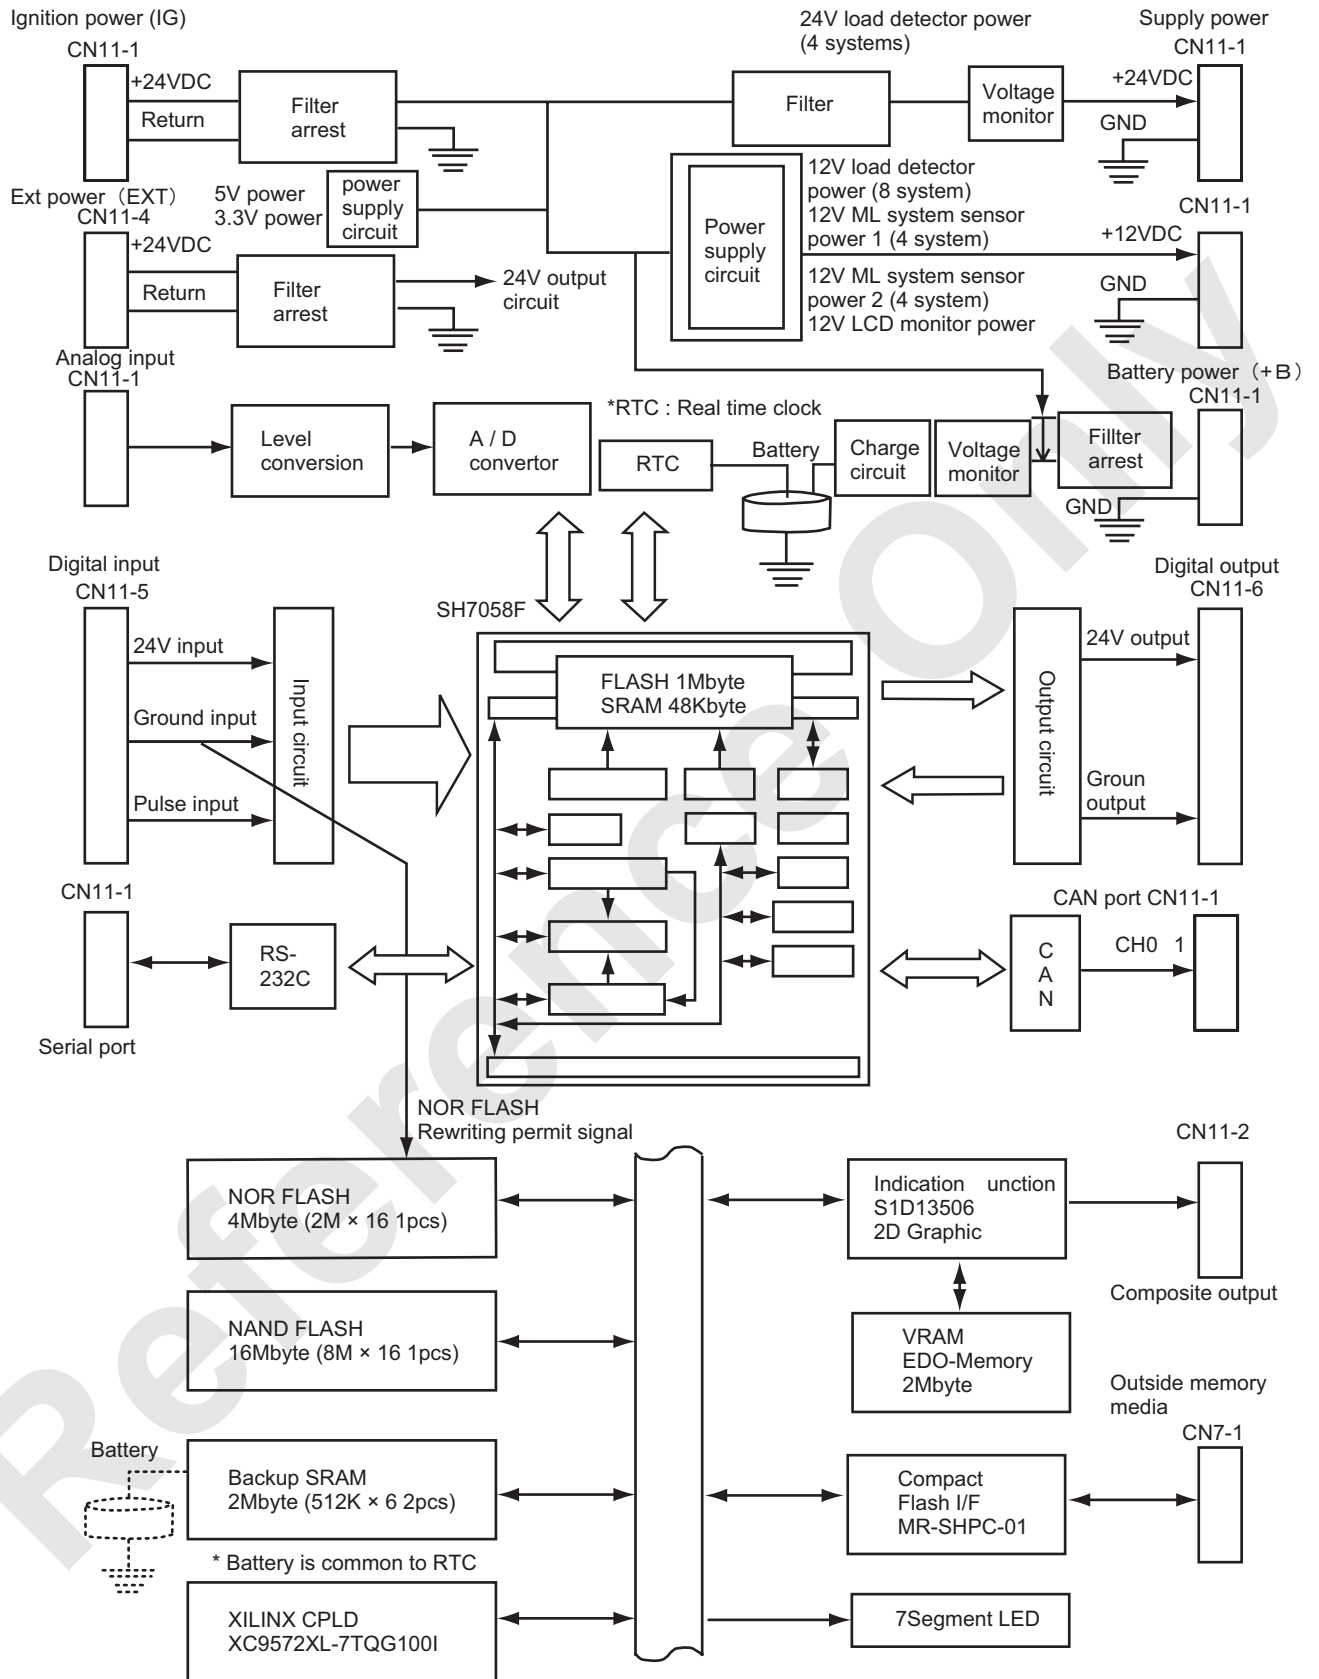 Ignition power (IG)
CN11-1
+24VDC
Return
Filter
arrest
24V load detector power
(4 systems)
Filter
Voltage
monitor
Supply power
CN11-1
+24VDC
GND
Ext power（EXT）
CN11-4
+24VDC
Return
5V power
3.3V power
power
supply
circuit
Filter
arrest
24V output
circuit
Power
supply
circuit
12V load detector
power (8 system)
12V ML system sensor
power 1 (4 system)
12V ML system sensor
power 2 (4 system)
12V LCD monitor power
CN11-1
+12VDC
GND
Analog input
CN11-1
Level
conversion
A / D
convertor
*RTC : Real time clock
RTC
Battery
Charge
circuit
Voltage
monitor
Fillter
arrest
Battery power（+B）
CN11-1
GND
Digital input
CN11-5
24V input
Ground input
Pulse input
Input circuit
SH7058F
FLASH 1Mbyte
SRAM 48Kbyte
Output circuit
Digital output
CN11-6
24V output
Groun
output
CN11-1
RS-
232C
Serial port
CAN port CN11-1
C
A
N
CH0 1
NOR FLASH
Rewriting permit signal
NOR FLASH
4Mbyte (2M × 16 1pcs)
NAND FLASH
16Mbyte (8M × 16 1pcs)
Battery
Backup SRAM
2Mbyte (512K × 6 2pcs)
* Battery is common to RTC
XILINX CPLD
XC9572XL-7TQG100I
Indication unction
S1D13506
2D Graphic
CN11-2
Composite output
VRAM
EDO-Memory
2Mbyte
Outside memory
media
CN7-1
Compact
Flash I/F
MR-SHPC-01
7Segment LED
Reference Only